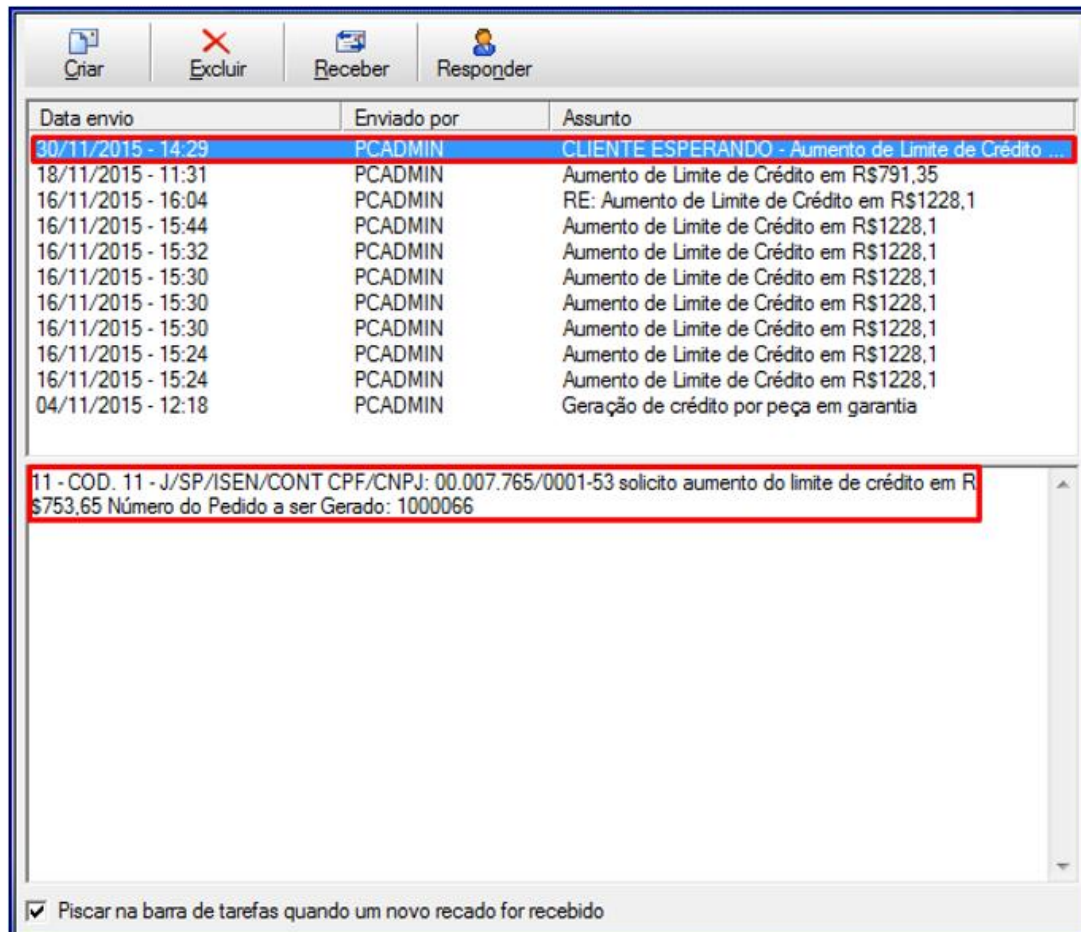 Criar Excluir Receber Responder
Data envio Enviado por Assunto
30/11/2015 - 14:29 PCADMIN CLIENTE ESPERANDO - Aumento de Limite de Crédito ...
18/11/2015 - 11:31 PCADMIN Aumento de Limite de Crédito em R$791,35
16/11/2015 - 16:04 PCADMIN RE: Aumento de Limite de Crédito em R$1228,1
16/11/2015 - 15:44 PCADMIN Aumento de Limite de Crédito em R$1228,1
16/11/2015 - 15:32 PCADMIN Aumento de Limite de Crédito em R$1228,1
16/11/2015 - 15:30 PCADMIN Aumento de Limite de Crédito em R$1228,1
16/11/2015 - 15:30 PCADMIN Aumento de Limite de Crédito em R$1228,1
16/11/2015 - 15:30 PCADMIN Aumento de Limite de Crédito em R$1228,1
16/11/2015 - 15:24 PCADMIN Aumento de Limite de Crédito em R$1228,1
16/11/2015 - 15:24 PCADMIN Aumento de Limite de Crédito em R$1228,1
04/11/2015 - 12:18 PCADMIN Geração de crédito por peça em garantia
11 - COD. 11 - J/SP/ISEN/CONT CPF/CNPJ: 00.007.765/0001-53 solicito aumento do limite de crédito em R
$753,65 Número do Pedido a ser Gerado: 1000066
Piscar na barra de tarefas quando um novo recado for recebido